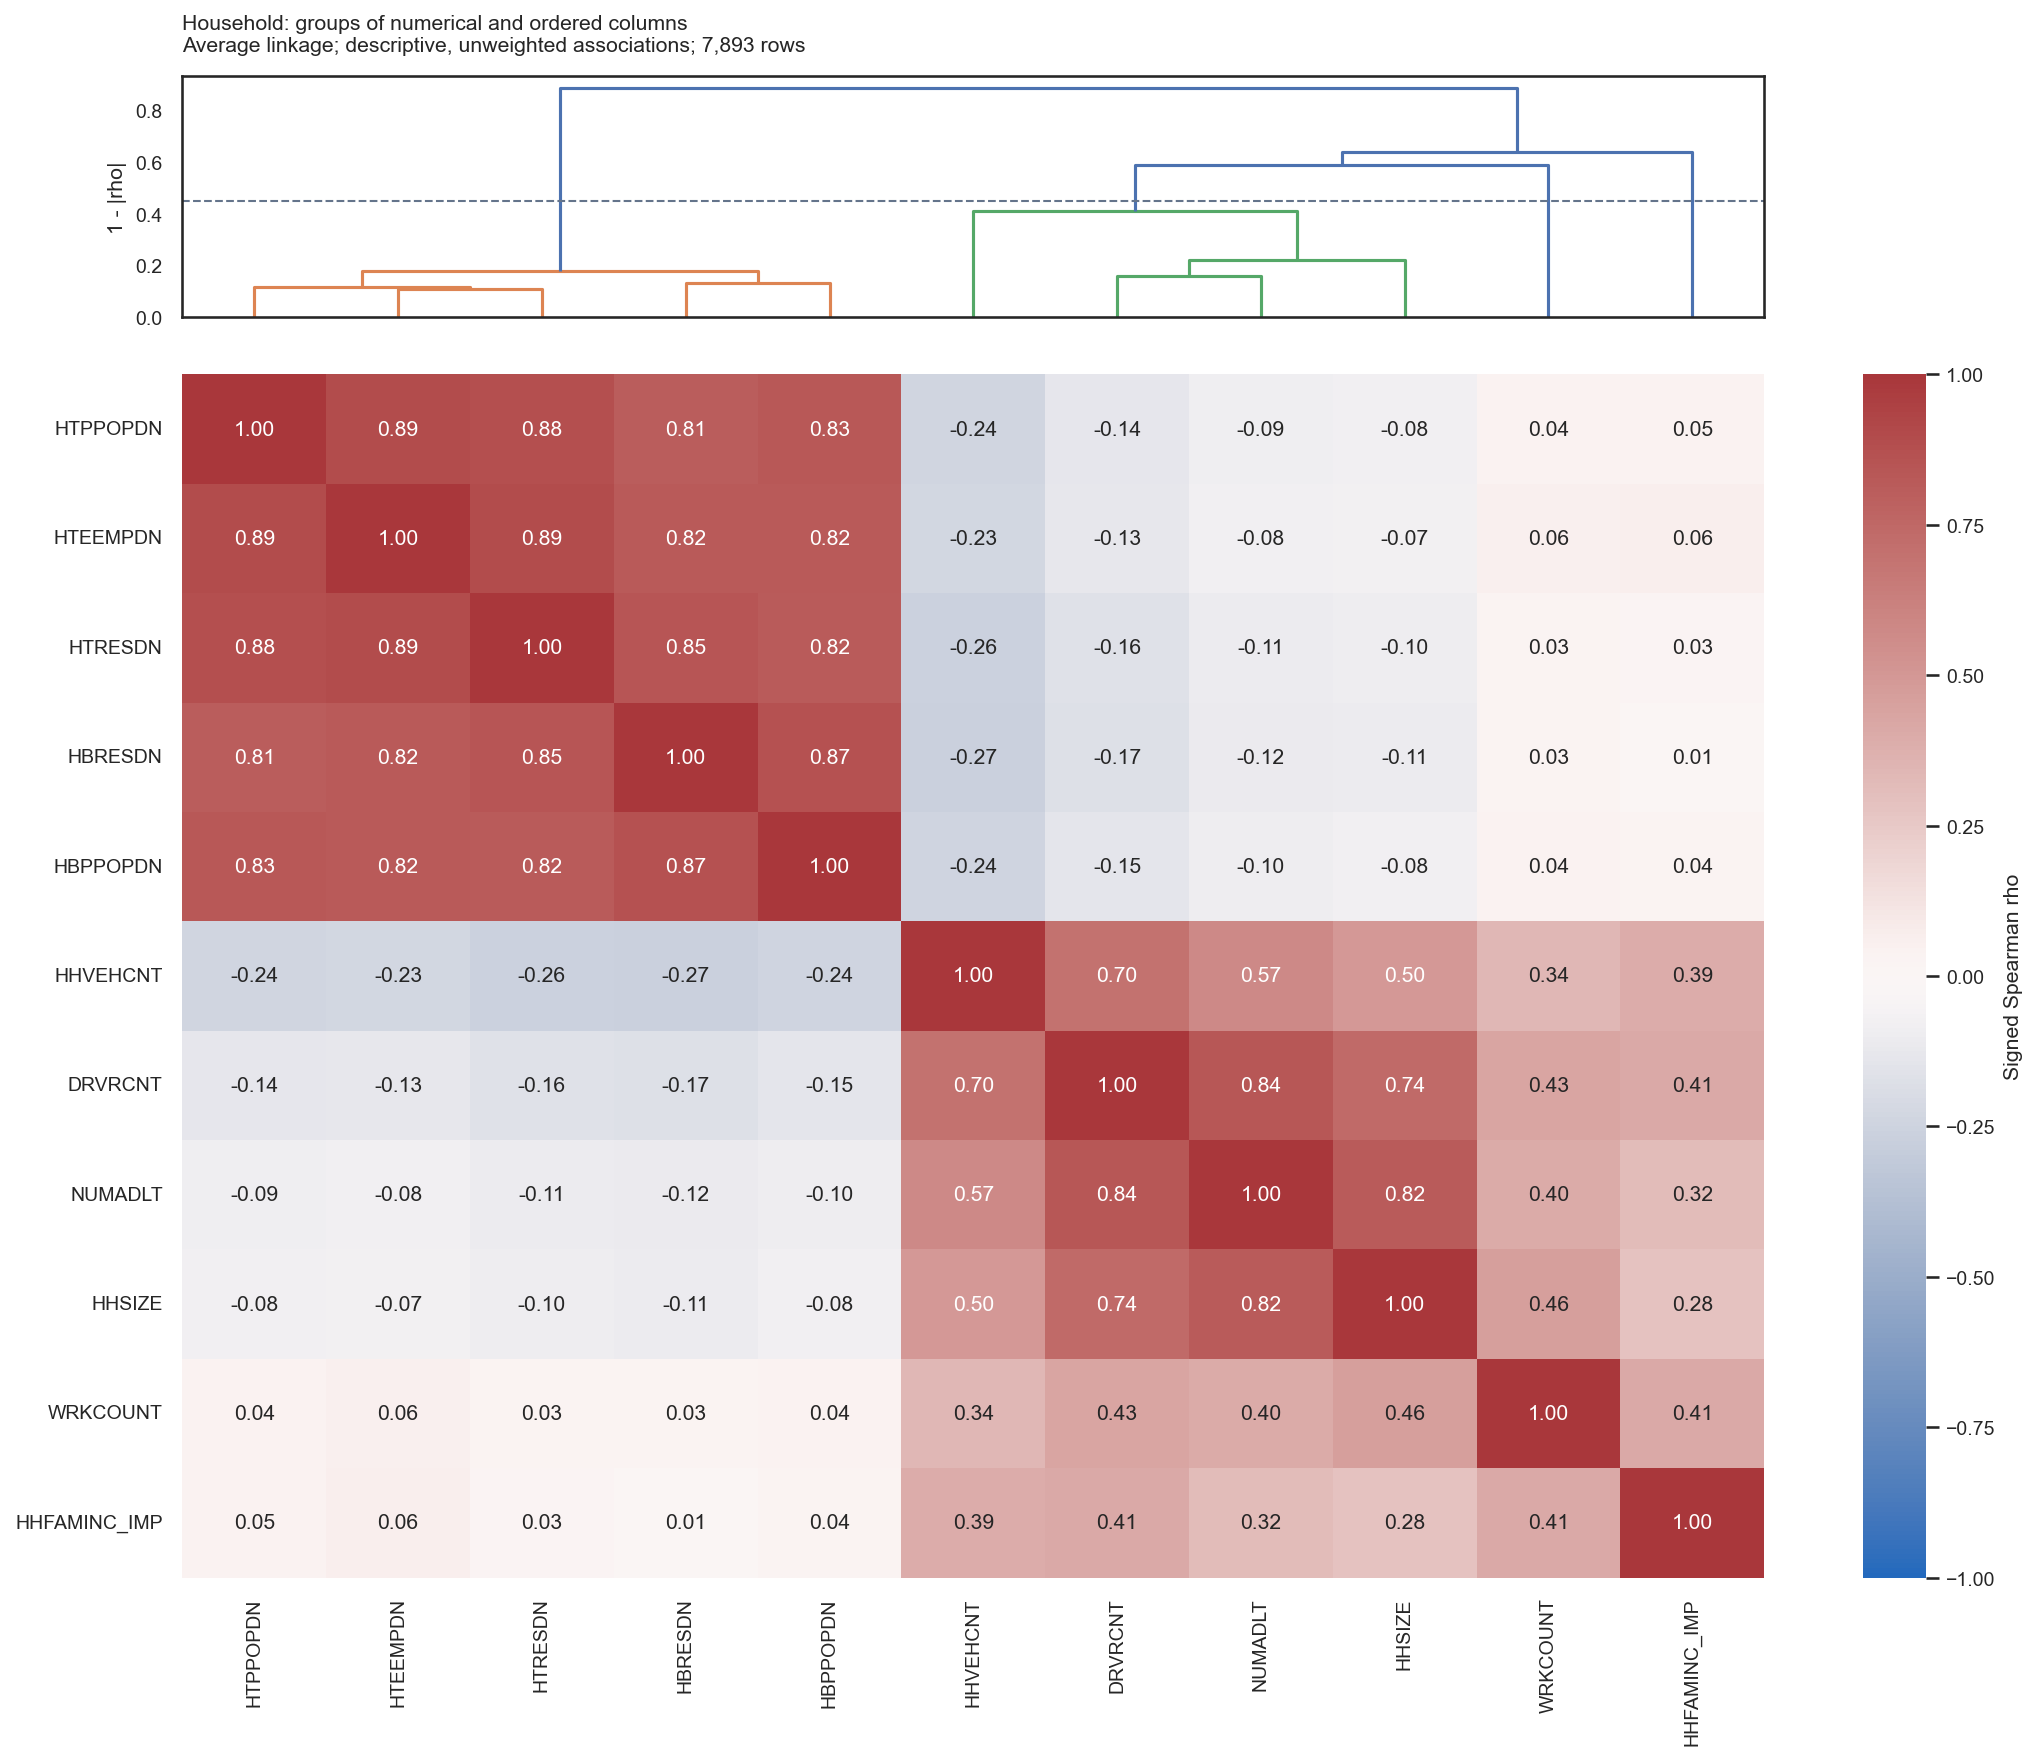 Household: groups of numerical and ordered columns
Average linkage; descriptive, unweighted associations; 7,893 rows
1 - |rho|
0.8
0.6
0.4
0.2
0.0
HTPPOPDN 1.00 0.89 0.88 0.81 0.83 -0.24 -0.14 -0.09 -0.08 0.04 0.05
HTEEMPDN 0.89 1.00 0.89 0.82 0.82 -0.23 -0.13 -0.08 -0.07 0.06 0.06
HTRESDN 0.88 0.89 1.00 0.85 0.82 -0.26 -0.16 -0.11 -0.10 0.03 0.03
HBRESDN 0.81 0.82 0.85 1.00 0.87 -0.27 -0.17 -0.12 -0.11 0.03 0.01
HBPPOPDN 0.83 0.82 0.82 0.87 1.00 -0.24 -0.15 -0.10 -0.08 0.04 0.04
HHVEHCNT -0.24 -0.23 -0.26 -0.27 -0.24 1.00 0.70 0.57 0.50 0.34 0.39
DRVRCNT -0.14 -0.13 -0.16 -0.17 -0.15 0.70 1.00 0.84 0.74 0.43 0.41
NUMADLT -0.09 -0.08 -0.11 -0.12 -0.10 0.57 0.84 1.00 0.82 0.40 0.32
HHSIZE -0.08 -0.07 -0.10 -0.11 -0.08 0.50 0.74 0.82 1.00 0.46 0.28
WRKCOUNT 0.04 0.06 0.03 0.03 0.04 0.34 0.43 0.40 0.46 1.00 0.41
HHFAMINC_IMP 0.05 0.06 0.03 0.01 0.04 0.39 0.41 0.32 0.28 0.41 1.00
HTPPOPDN
HTEEMPDN
HTRESDN
HBRESDN
HBPPOPDN
HHVEHCNT
DRVRCNT
NUMADLT
HHSIZE
WRKCOUNT
HHFAMINC_IMP
1.00
0.75
0.50
0.25
0.00
−0.25
−0.50
−0.75
−1.00
Signed Spearman rho